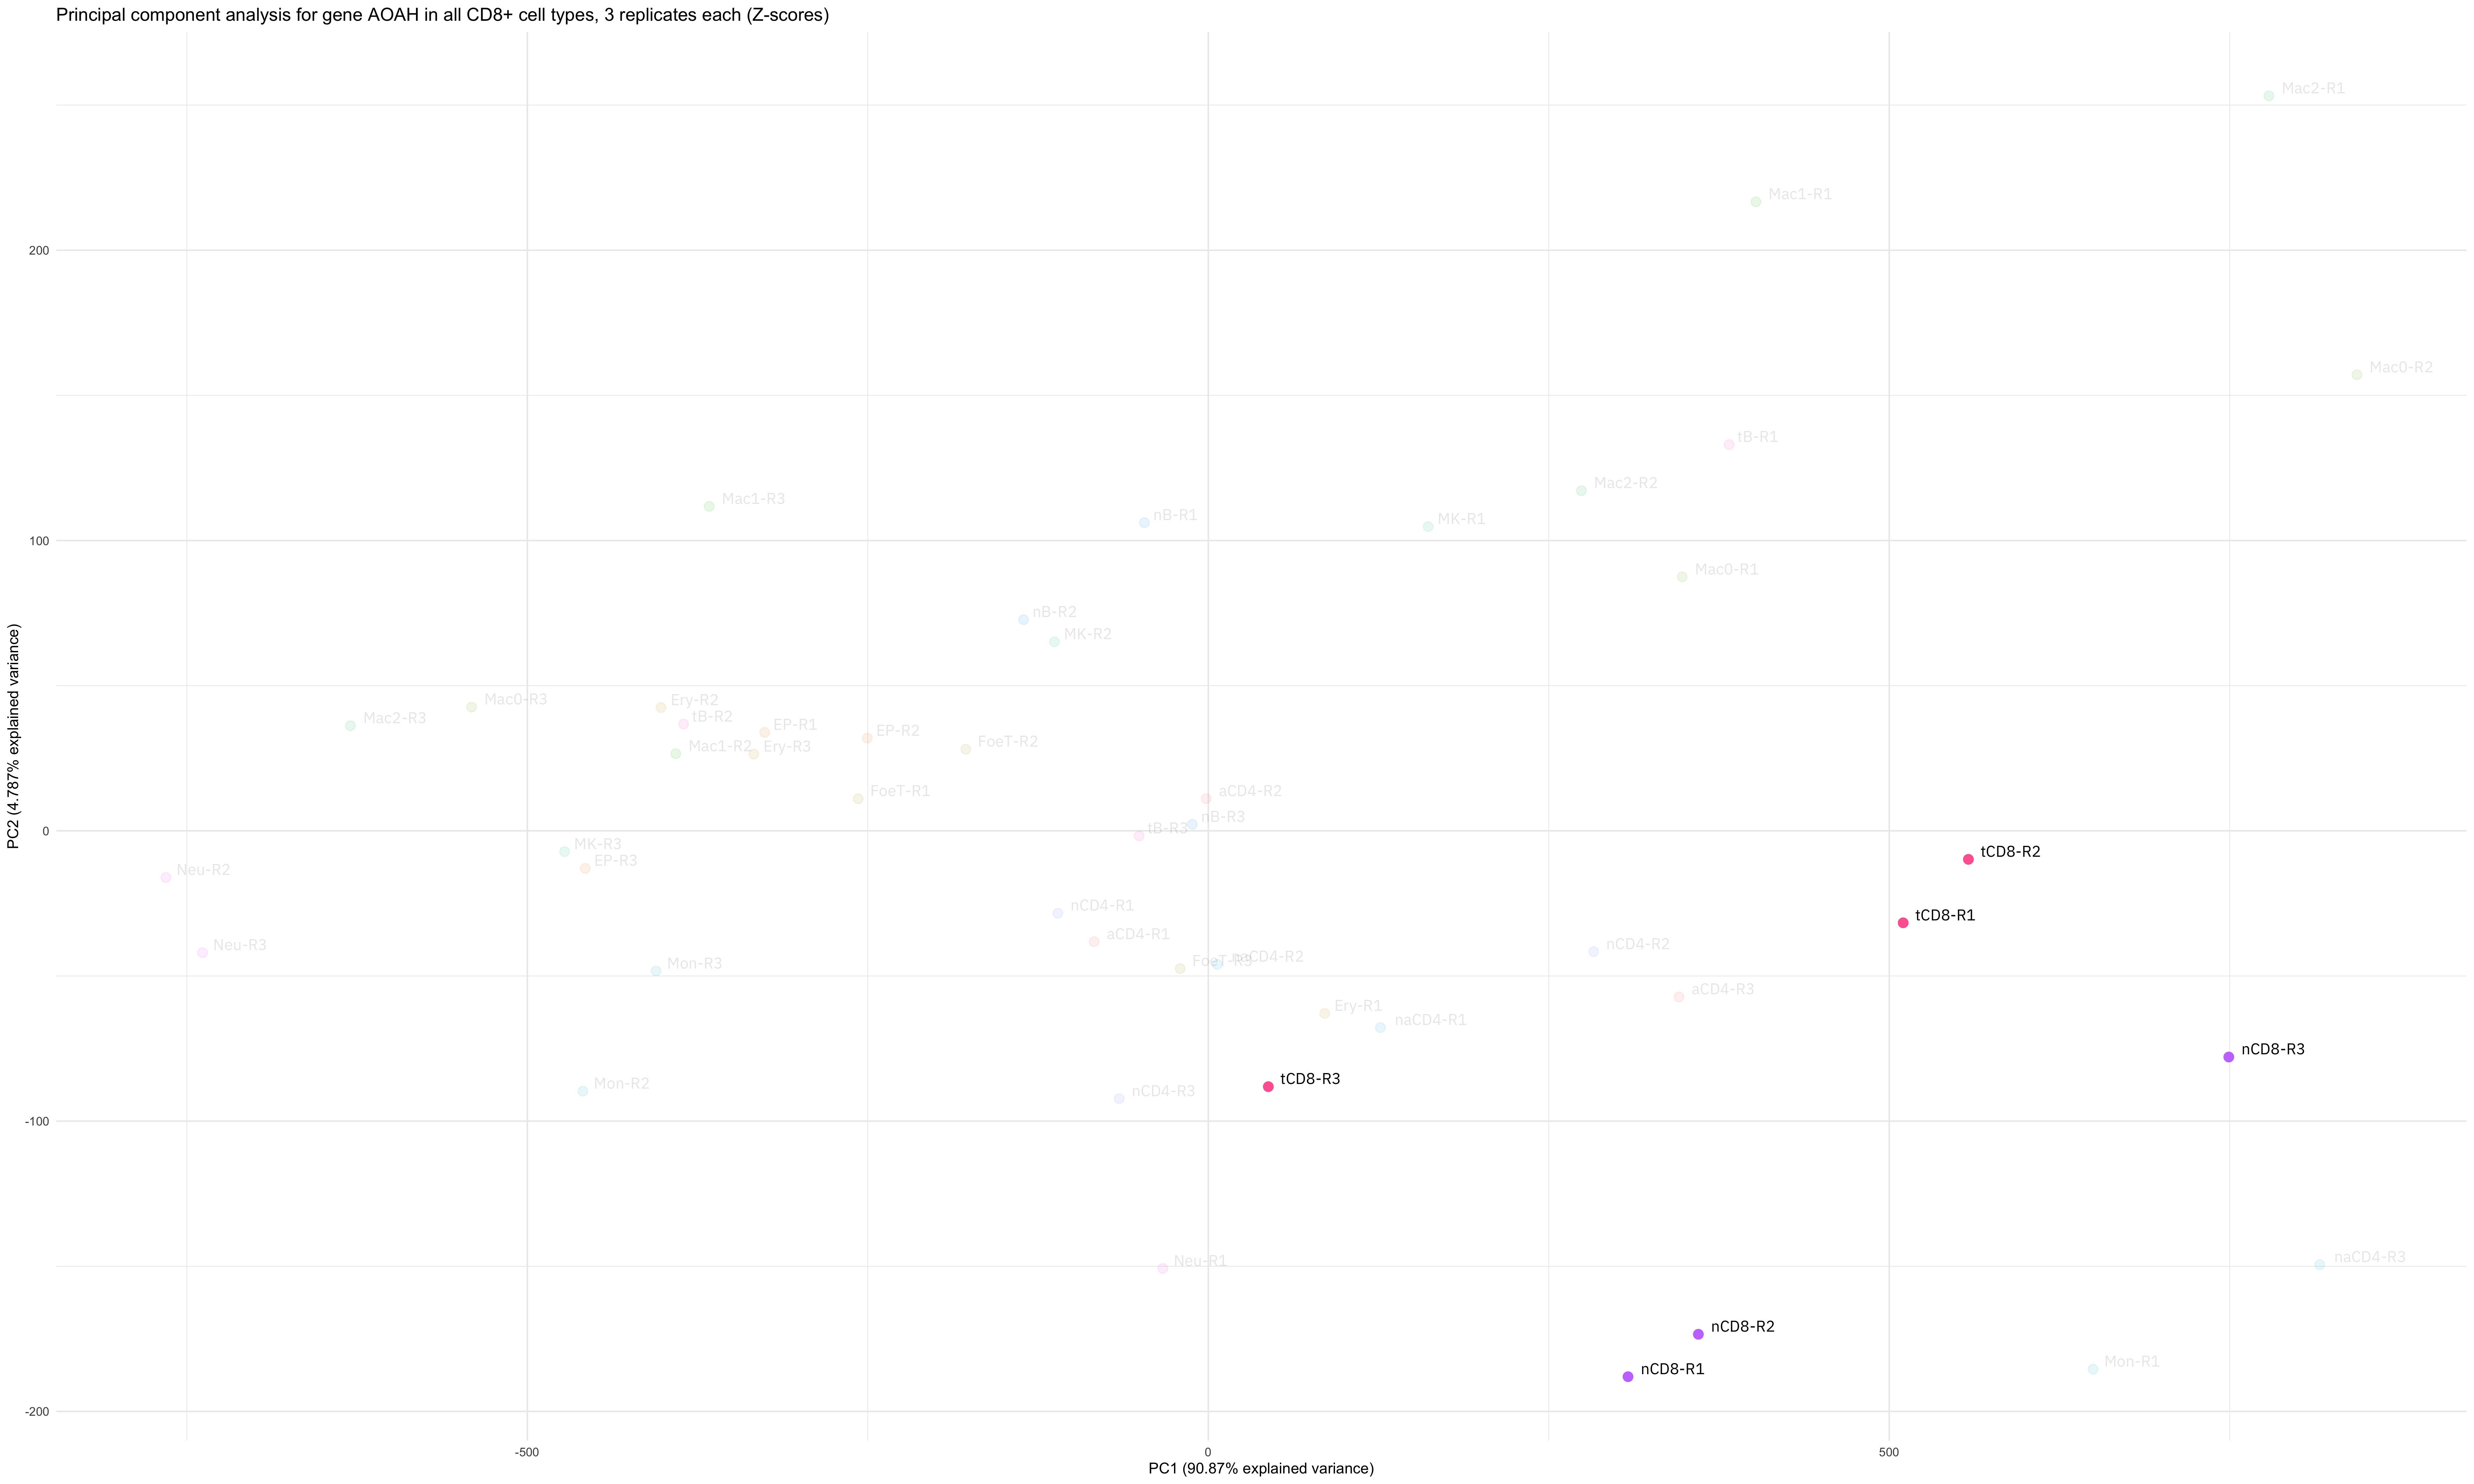 Principal component analysis for gene AOAH in all CD8+ cell types, 3 replicates each (Z-scores)
Mac2-R1
Mac1-R1
200
Mac0-R2
tB-R1
Mac2-R2
Mac1-R3
nB-R1
MK-R1
100
Mac0-R1
nB-R2
MK-R2
PC2 (4.787% explained variance)
Mac0-R3
Ery-R2
Mac2-R3
tB-R2
EP-R1
EP-R2
Mac1-R2
Ery-R3
FoeT-R2
FoeT-R1
aCD4-R2
nB-R3
0
tB-R3
MK-R3
tCD8-R2
EP-R3
Neu-R2
nCD4-R1
tCD8-R1
aCD4-R1
Neu-R3
nCD4-R2
FoeT-R3
naCD4-R2
Mon-R3
aCD4-R3
Ery-R1
naCD4-R1
nCD8-R3
tCD8-R3
Mon-R2
nCD4-R3
-100
Neu-R1
naCD4-R3
nCD8-R2
Mon-R1
nCD8-R1
-200
-500
0
500
PC1 (90.87% explained variance)